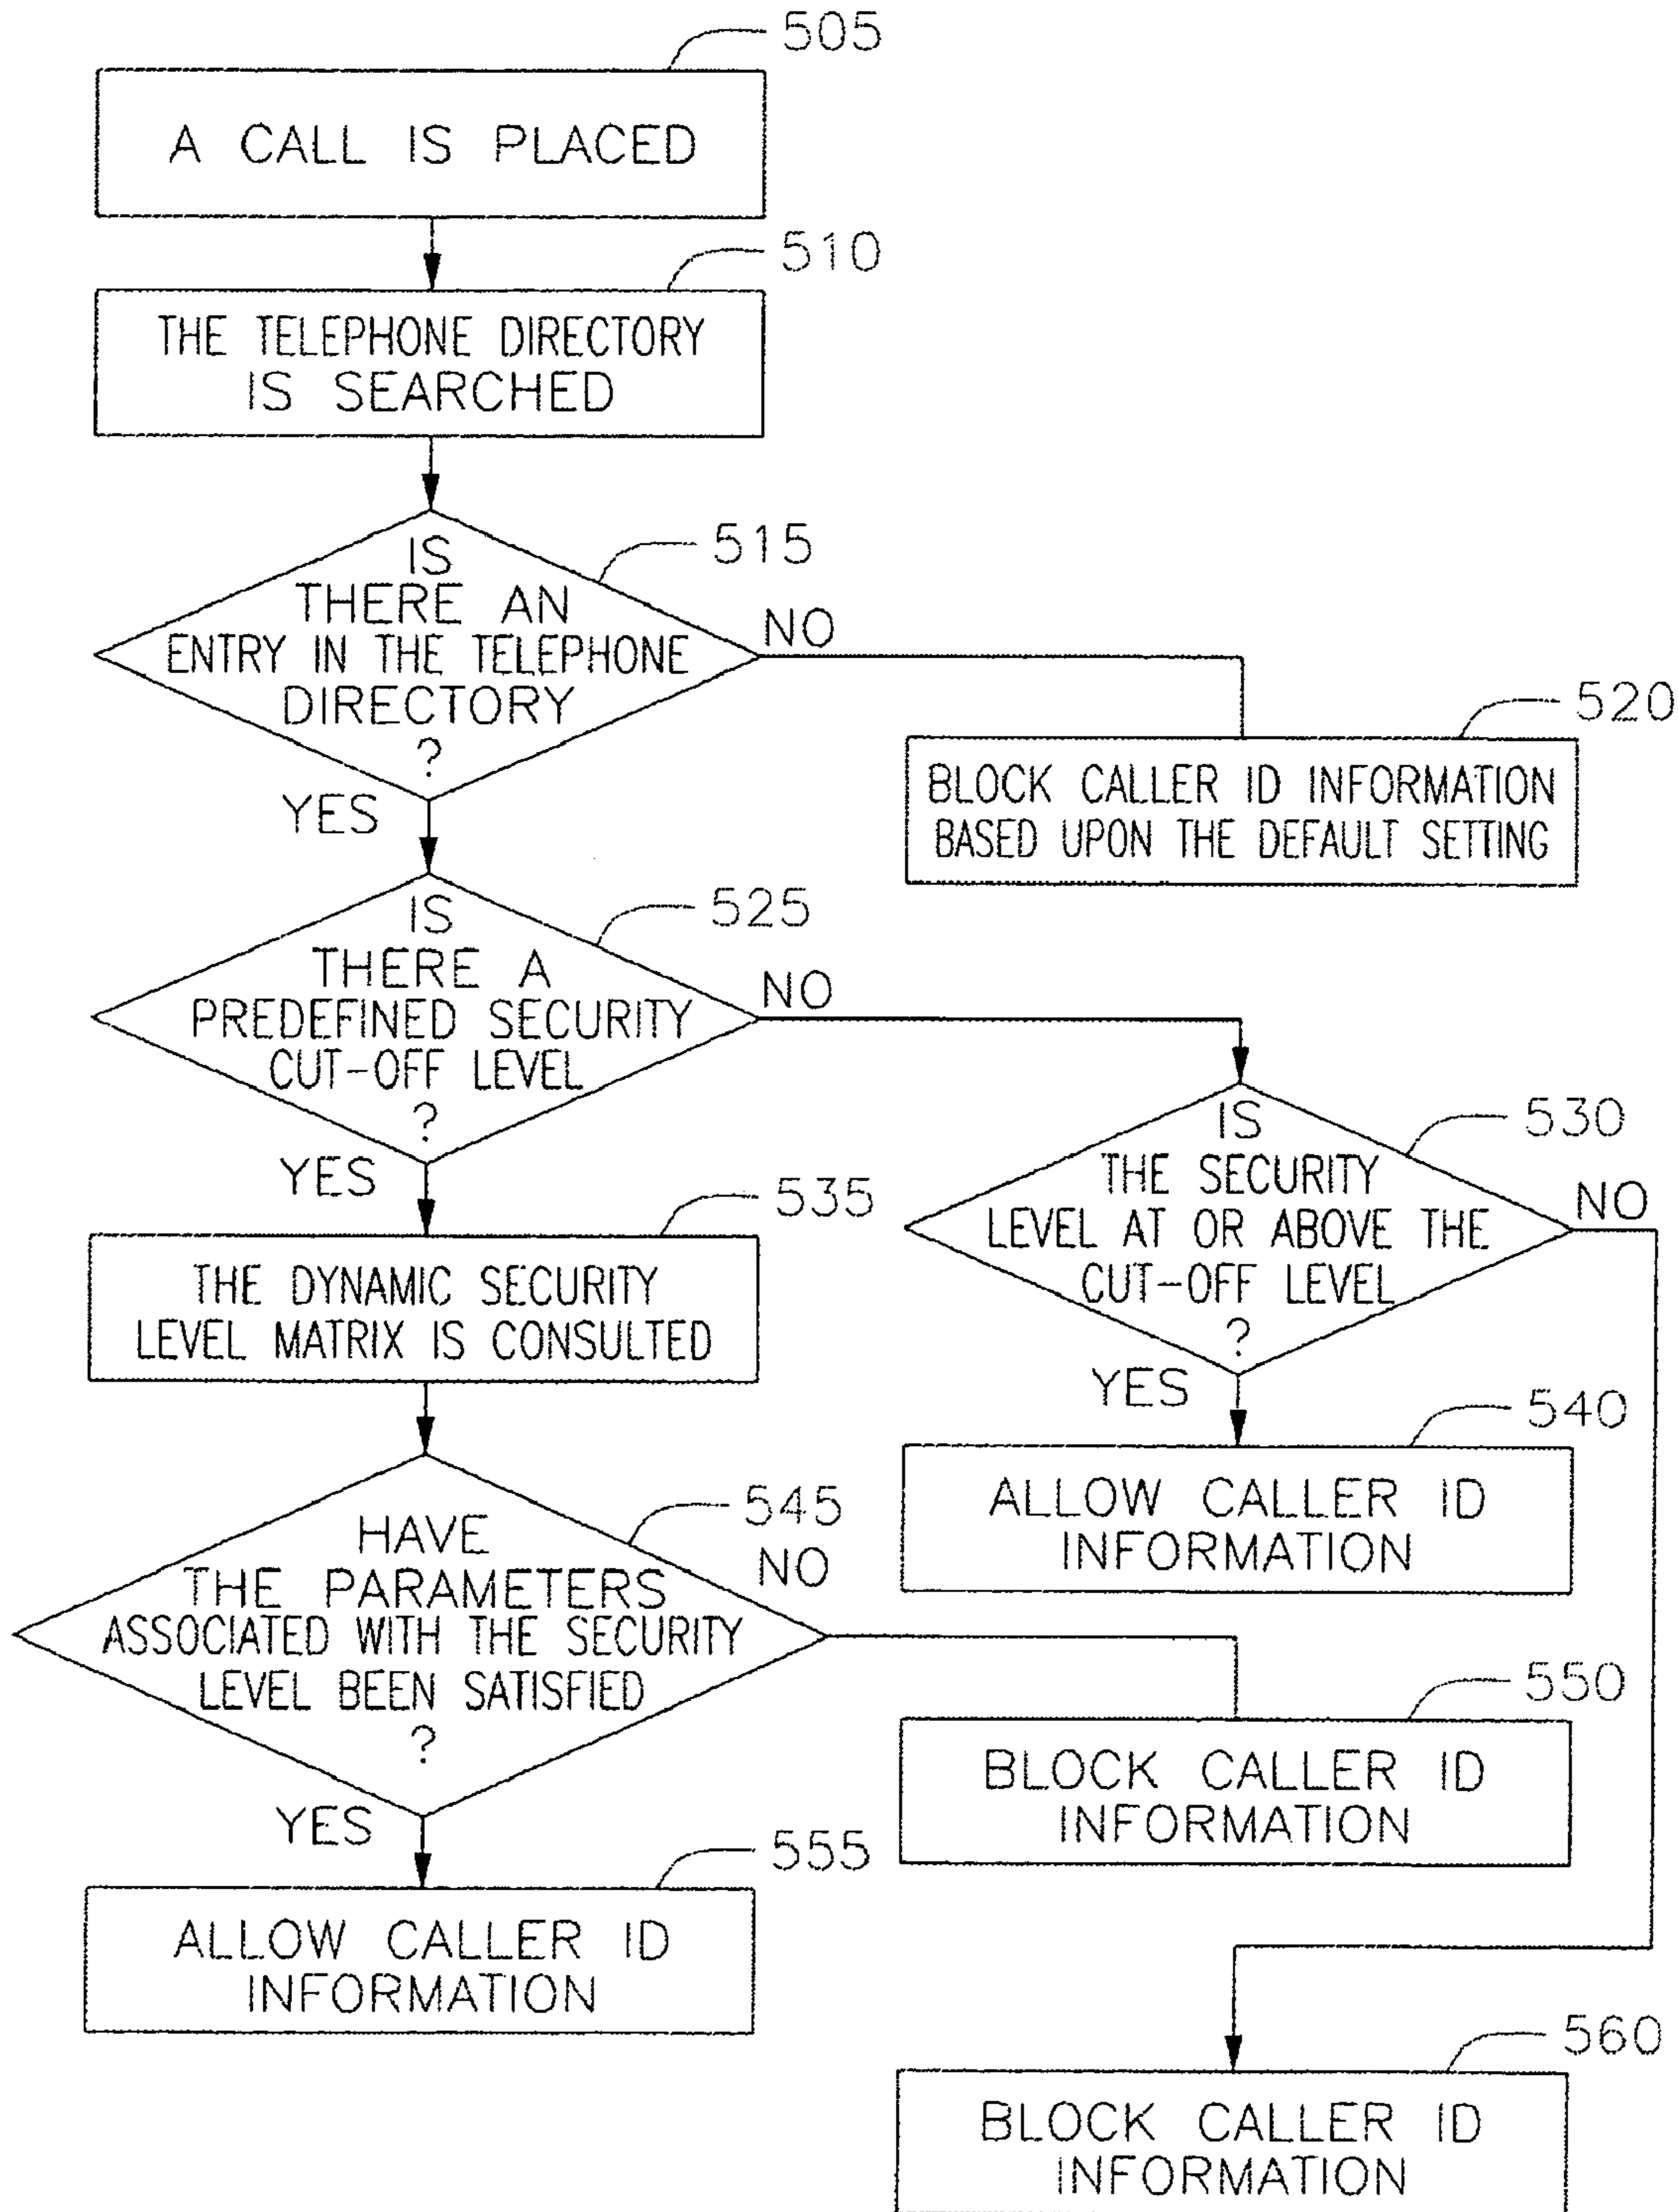 505
A CALL IS PLACED
510
THE TELEPHONE DIRECTORY
IS SEARCHED
515
IS
THERE AN
ENTRY IN THE TELEPHONE
DIRECTORY
?
NO
YES
520
BLOCK CALLER ID INFORMATION
BASED UPON THE DEFAULT SETTING
525
IS
THERE A
PREDEFINED SECURITY
CUT-OFF LEVEL
?
NO
YES
530
IS
THE SECURITY
LEVEL AT OR ABOVE THE
CUT-OFF LEVEL
?
NO
YES
535
THE DYNAMIC SECURITY
LEVEL MATRIX IS CONSULTED
540
ALLOW CALLER ID
INFORMATION
545
HAVE
THE PARAMETERS
ASSOCIATED WITH THE SECURITY
LEVEL BEEN SATISFIED
?
NO
YES
550
BLOCK CALLER ID
INFORMATION
555
ALLOW CALLER ID
INFORMATION
560
BLOCK CALLER ID
INFORMATION